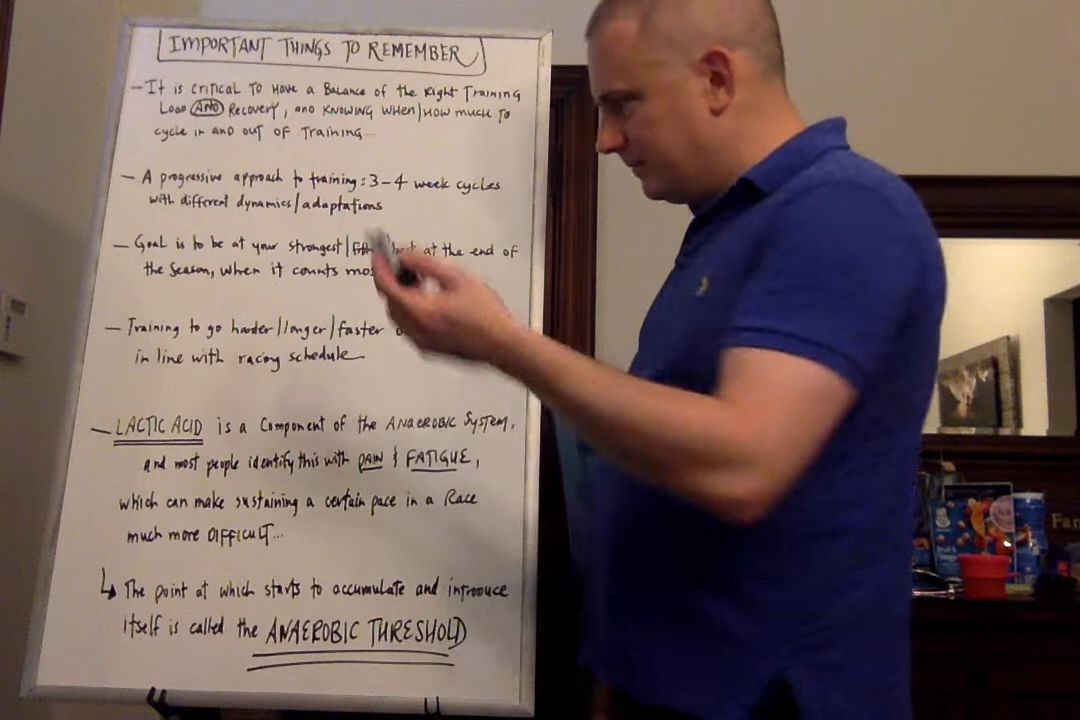 IMPORTANT THINGS TO REMEMBER
- It is critical to have a Balance of the Right Training
Load AND Recovery, and knowing when/how much to
cycle in and out of Training...
- A progressive approach to training: 3-4 week cycles
with different dynamics/adaptations
- Goal is to be at your strongest/ at the end of
the Season, when it counts
- Training to go harder/longer/faster
in line with racing schedule
- LACTIC ACID is a component of the ANAEROBIC System,
and most people identify this with PAIN & FATIGUE,
which can make sustaining a certain pace in a Race
much more DIFFICULT...
↳ The point at which starts to accumulate and introduce
itself is called the ANAEROBIC THRESHOLD
Fa